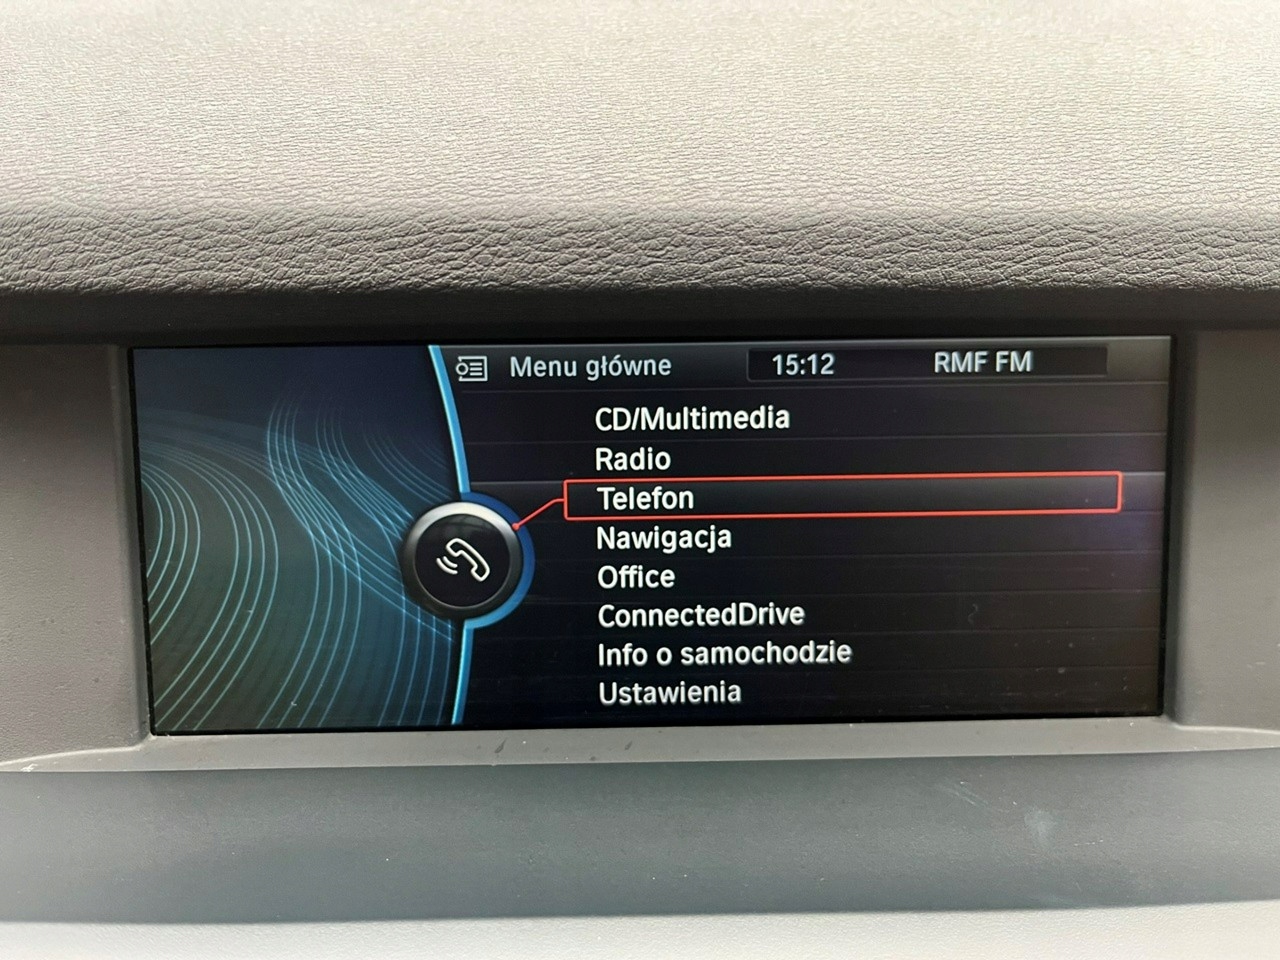 Menu główne 15:12 RMF FM
CD/Multimedia
Radio
Telefon
Nawigacja
Office
ConnectedDrive
Info o samochodzie
Ustawienia